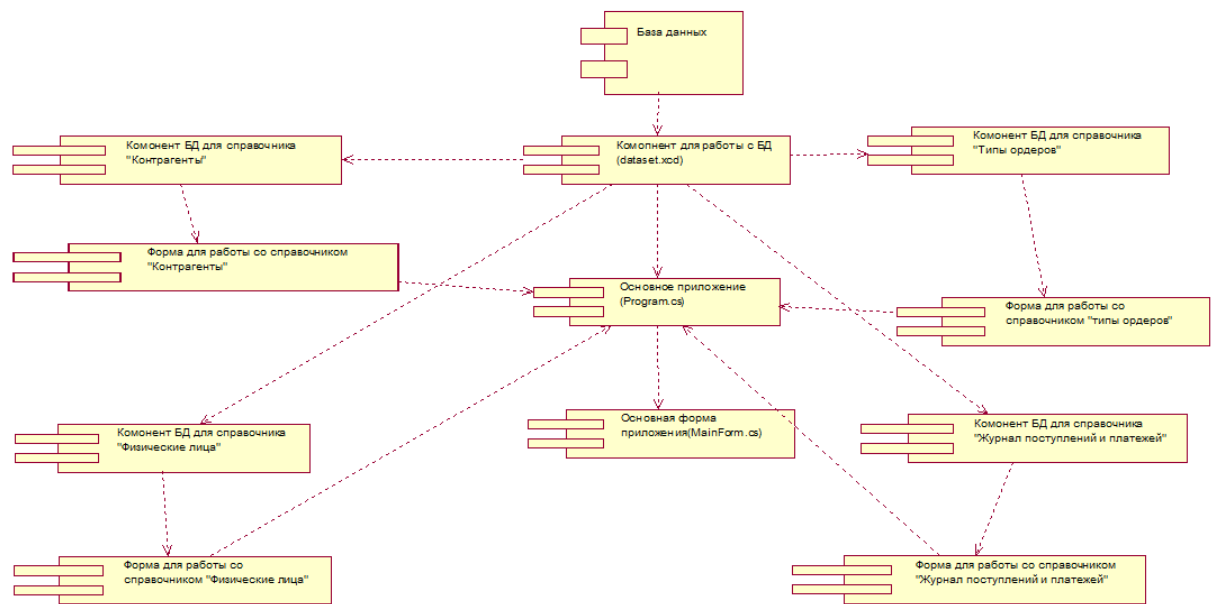 База данных
Комонент БД для справочника
"Контрагенты"
Комопнент для работы с БД
(dataset.xcd)
Комонент БД для справочника
"Типы ордеров"
Форма для работы со справочником
"Контрагенты"
Основное приложение
(Program.cs)
Форма для работы со
справочником "типы ордеров"
Комонент БД для справочника
"Физические лица"
Основная форма
приложения(MainForm.cs)
Комонент БД для справочника
"Журнал поступлений и платежей"
Форма для работы со
справочником "Физические лица"
Форма для работы со справочником
"Журнал поступлений и платежей"